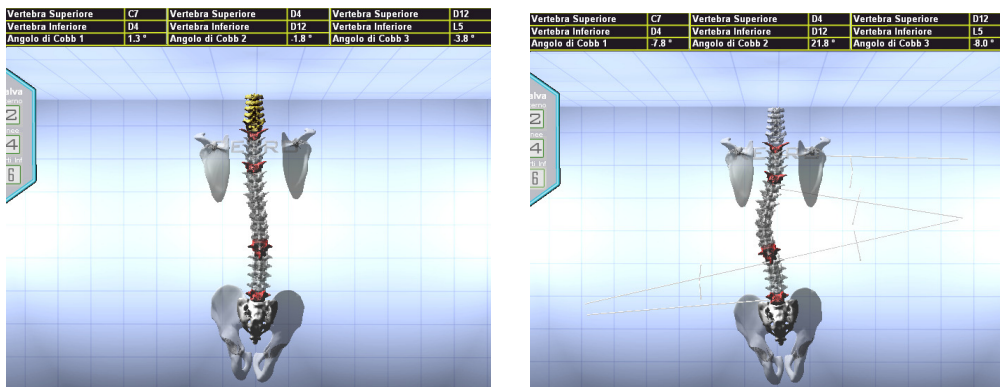 Vertebra Superiore C7 Vertebra Superiore D4 Vertebra Superiore D12
Vertebra Inferiore D4 Vertebra Inferiore D12 Vertebra Inferiore L5
Angolo di Cobb 1 1.3 ° Angolo di Cobb 2 -1.8 ° Angolo di Cobb 3 -3.8 °
alva
2
4
6
Vertebra Superiore C7 Vertebra Superiore D4 Vertebra Superiore D12
Vertebra Inferiore D4 Vertebra Inferiore D12 Vertebra Inferiore L5
Angolo di Cobb 1 -7.8 ° Angolo di Cobb 2 21.8 ° Angolo di Cobb 3 -8.0 °
alva
2
4
6